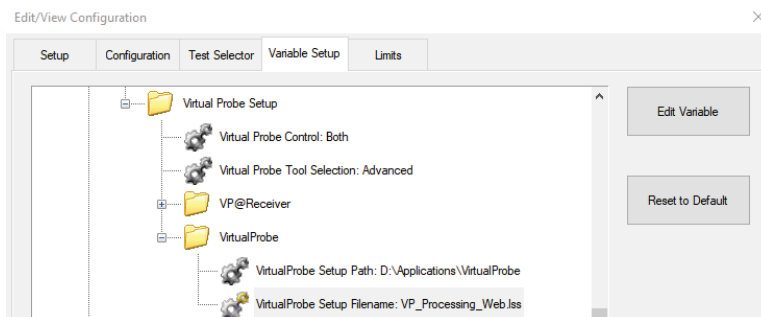 Edit/View Configuration
Setup Configuration Test Selector Variable Setup Limits
Virtual Probe Setup
Edit Variable
Virtual Probe Control: Both
Virtual Probe Tool Selection: Advanced
VP@Receiver
Reset to Default
VirtualProbe
VirtualProbe Setup Path: D:\Applications\VirtualProbe
VirtualProbe Setup Filename: VP_Processing_Web.lss